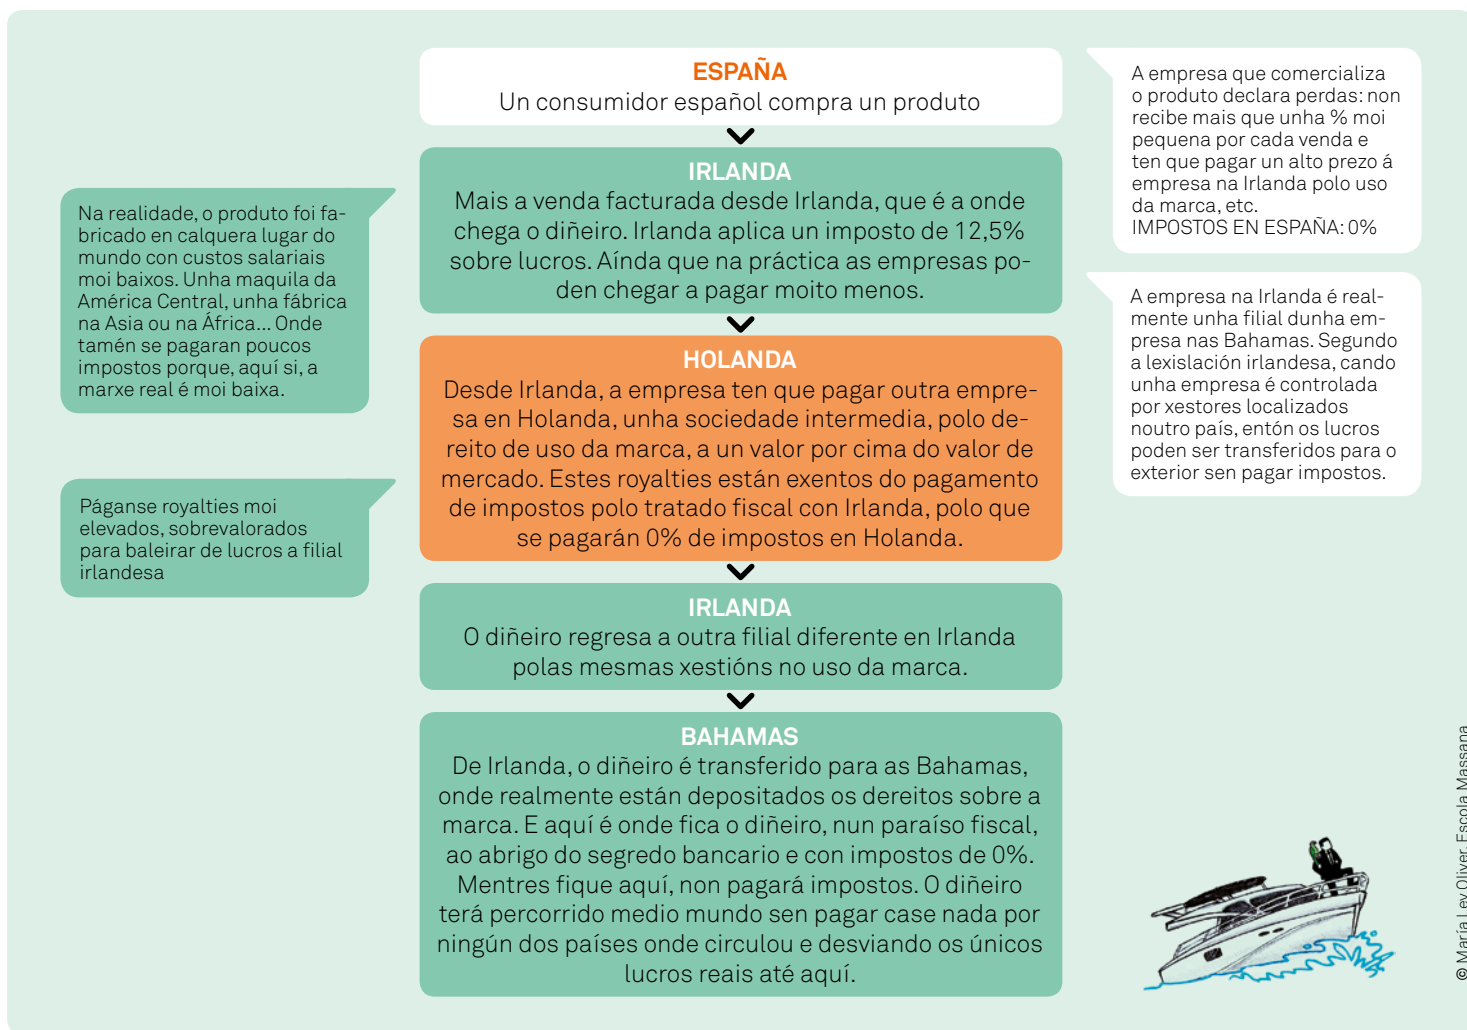 ESPAÑA
Un consumidor español compra un produto
A empresa que comercializa
o produto declara perdas: non
recibe mais que unha % moi
pequena por cada venda e
ten que pagar un alto prezo á
empresa na Irlanda polo uso
da marca, etc.
IMPOSTOS EN ESPAÑA: 0%
IRLANDA
Mais a venda facturada desde Irlanda, que é a onde
chega o diñeiro. Irlanda aplica un imposto de 12,5%
sobre lucros. Aínda que na práctica as empresas po-
den chegar a pagar moito menos.
Na realidade, o produto foi fa-
bricado en calquera lugar do
mundo con custos salariais
moi baixos. Unha maquila da
América Central, unha fábrica
na Asia ou na África... Onde
tamén se pagaran poucos
impostos porque, aquí si, a
marxe real é moi baixa.
A empresa na Irlanda é real-
mente unha filial dunha em-
presa nas Bahamas. Segundo
a lexislación irlandesa, cando
unha empresa é controlada
por xestores localizados
noutro país, entón os lucros
poden ser transferidos para o
exterior sen pagar impostos.
HOLANDA
Desde Irlanda, a empresa ten que pagar outra empre-
sa en Holanda, unha sociedade intermedia, polo de-
reito de uso da marca, a un valor por cima do valor de
mercado. Estes royalties están exentos do pagamento
de impostos polo tratado fiscal con Irlanda, polo que
se pagarán 0% de impostos en Holanda.
Páganse royalties moi
elevados, sobrevalorados
para baleirar de lucros a filial
irlandesa
IRLANDA
O diñeiro regresa a outra filial diferente en Irlanda
polas mesmas xestións no uso da marca.
BAHAMAS
De Irlanda, o diñeiro é transferido para as Bahamas,
onde realmente están depositados os dereitos sobre a
marca. E aquí é onde fica o diñeiro, nun paraíso fiscal,
ao abrigo do segredo bancario e con impostos de 0%.
Mentres fique aquí, non pagará impostos. O diñeiro
terá percorrido medio mundo sen pagar case nada por
ningún dos países onde circulou e desviando os únicos
lucros reais até aquí.
© María Ley Oliver. Escola Massana